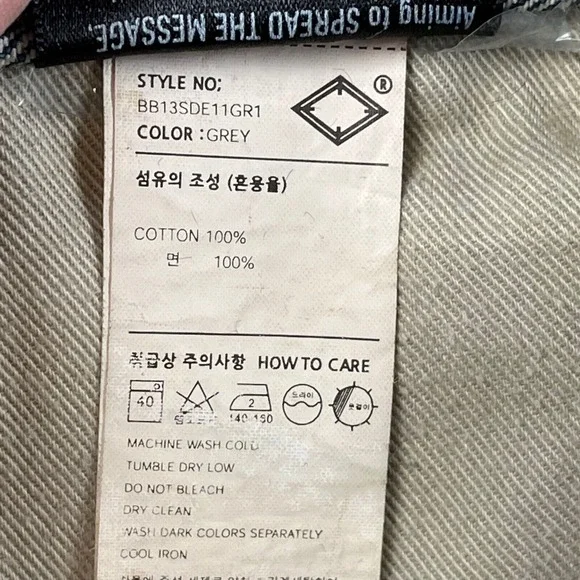 Aiming to SPREAD THE MESSAGE.
STYLE NO;
BB13SDE11GR1
®
COLOR :GREY
섬유의 조성 (혼용율)
COTTON 100%
면 100%
취급상 주의사항 HOW TO CARE
40
2
드라이
140-160
MACHINE WASH COLD
TUMBLE DRY LOW
DO NOT BLEACH
DRY CLEAN
WASH DARK COLORS SEPARATELY
COOL IRON